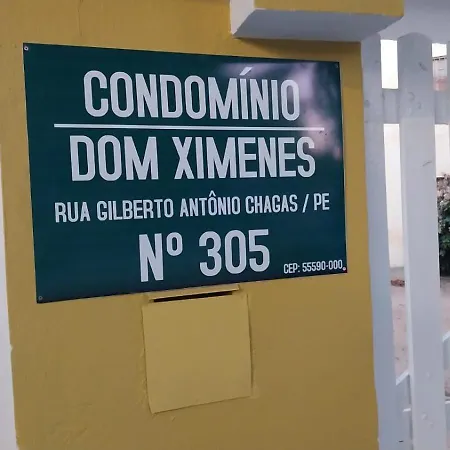 CONDOMÍNIO
DOM XIMENES
RUA GILBERTO ANTÔNIO CHAGAS / PE
Nº 305
CEP: 55590-000